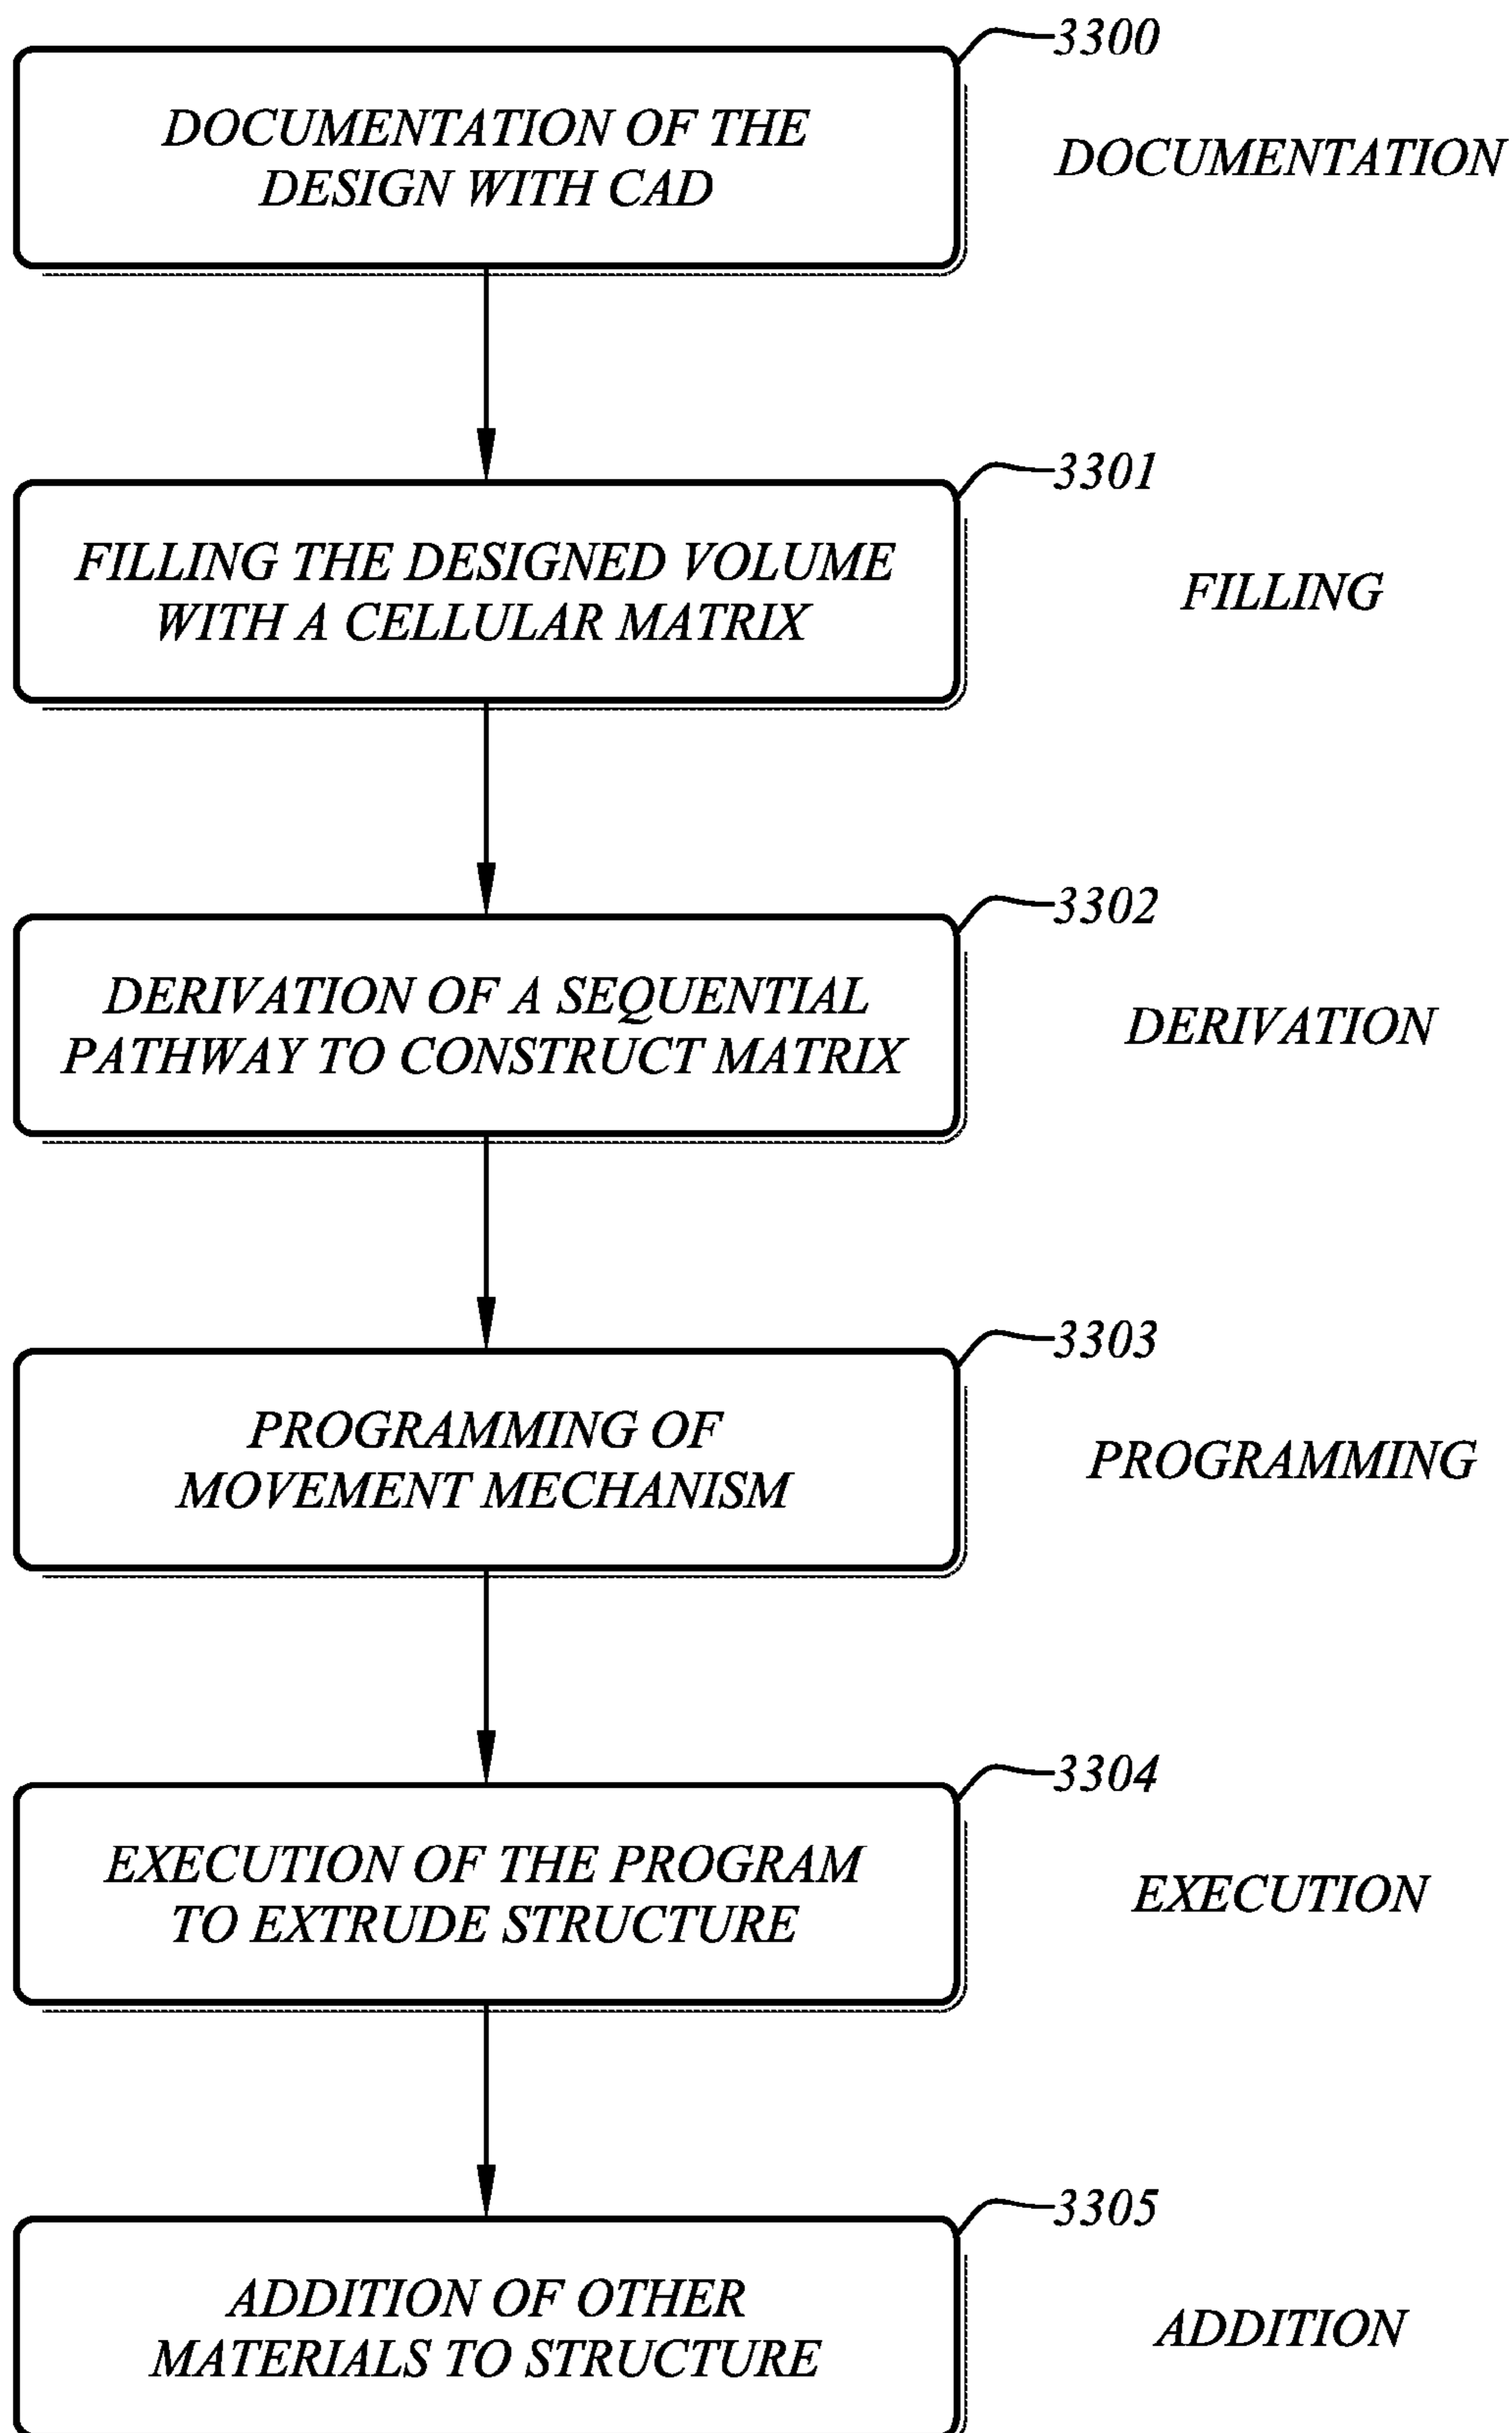 3300
DOCUMENTATION OF THE
DESIGN WITH CAD
DOCUMENTATION
3301
FILLING THE DESIGNED VOLUME
WITH A CELLULAR MATRIX
FILLING
3302
DERIVATION OF A SEQUENTIAL
PATHWAY TO CONSTRUCT MATRIX
DERIVATION
3303
PROGRAMMING OF
MOVEMENT MECHANISM
PROGRAMMING
3304
EXECUTION OF THE PROGRAM
TO EXTRUDE STRUCTURE
EXECUTION
3305
ADDITION OF OTHER
MATERIALS TO STRUCTURE
ADDITION